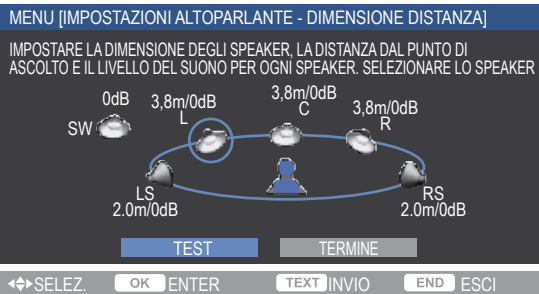 MENU [IMPOSTAZIONI ALTOPARLANTE - DIMENSIONE DISTANZA]
IMPOSTARE LA DIMENSIONE DEGLI SPEAKER, LA DISTANZA DAL PUNTO DI
ASCOLTO E IL LIVELLO DEL SUONO PER OGNI SPEAKER. SELEZIONARE LO SPEAKER
0dB
SW
3,8m/0dB
L
3,8m/0dB
C
3,8m/0dB
R
LS
2.0m/0dB
RS
2.0m/0dB
TEST TERMINE
SELEZ. OK ENTER TEXT INVIO END ESCI